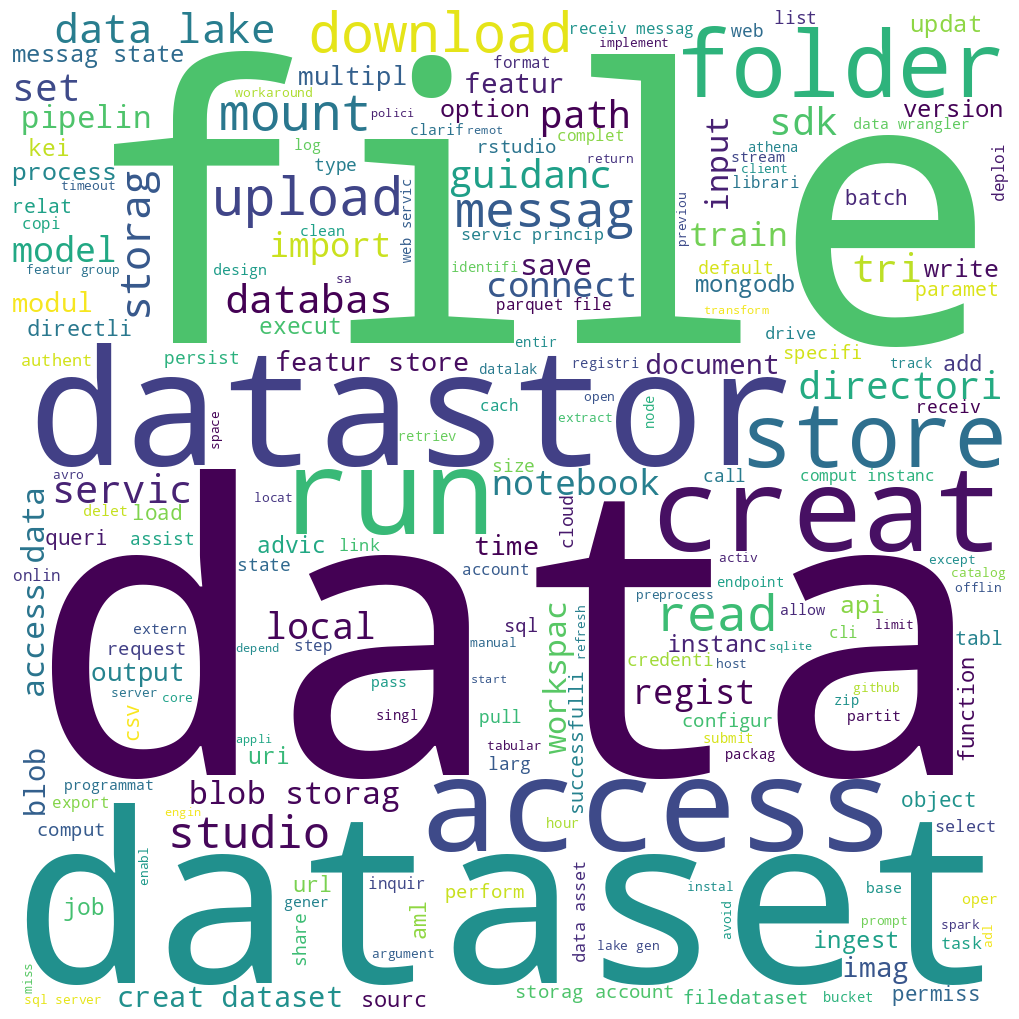 data lake
download
receiv messag
list
updat
web
implement
folder
messag state
file
multipl
format
featur
set
workaround
mount
polici
option
path
version
pipelin
sdk
data wrangler
clarif
remot
complet
kei
log
rstudio
input
athena
process
type
guidanc
return
stream
client
librari
deploi
timeout
storag
upload
messag
batch
relat
web servic
previou
copi
servic princip
train
model
import
clean
featur group
design
identifi
save
default
tri
write
sa
connect
mongodb
paramet
modul
databas
parquet file
transform
directli
execut
drive
entir
authent
persist
featur store
datalak
registri
document
specifi
track
add
datastor
cach
open
node
directori
receiv
space
extract
store
retriev
avro
servic
run
size
notebook
call
comput instanc
creat
access data
delet
load
locat
cloud
queri
assist
advic
link
time
onlin
state
account
activ
except
catalog
offlin
data
endpoint
preprocess
read
allow
api
local
workspac
refresh
extern
sql
limit
request
depend
step
manual
instanc
cli
sqlite
tabl
output
credenti
host
server
core
pass
start
regist
github
function
csv
singl
pull
successfulli
configur
zip
partit
appli
submit
uri
tabular
packag
blob
larg
programmat
blob storag
access
export
engin
hour
object
comput
studio
select
enabl
dataset
job
url
inquir
perform
instal
base
gener
aml
data asset
avoid
prompt
oper
share
spark
adl
argument
lake gen
ingest
task
miss
imag
sql server
creat dataset
sourc
storag account
filedataset
bucket
permiss